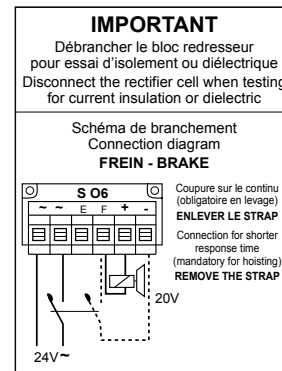 IMPORTANT
Débrancher le bloc redresseur
pour essai d'isolement ou diélectrique
Disconnect the rectifier cell when testing
for current insulation or dielectric
Schéma de branchement
Connection diagram
FREIN - BRAKE
S O6
~ ~ E F + -
Coupure sur le continu
(obligatoire en levage)
ENLEVER LE STRAP
Connection for shorter
response time
(mandatory for hoisting)
REMOVE THE STRAP
20V
24V~